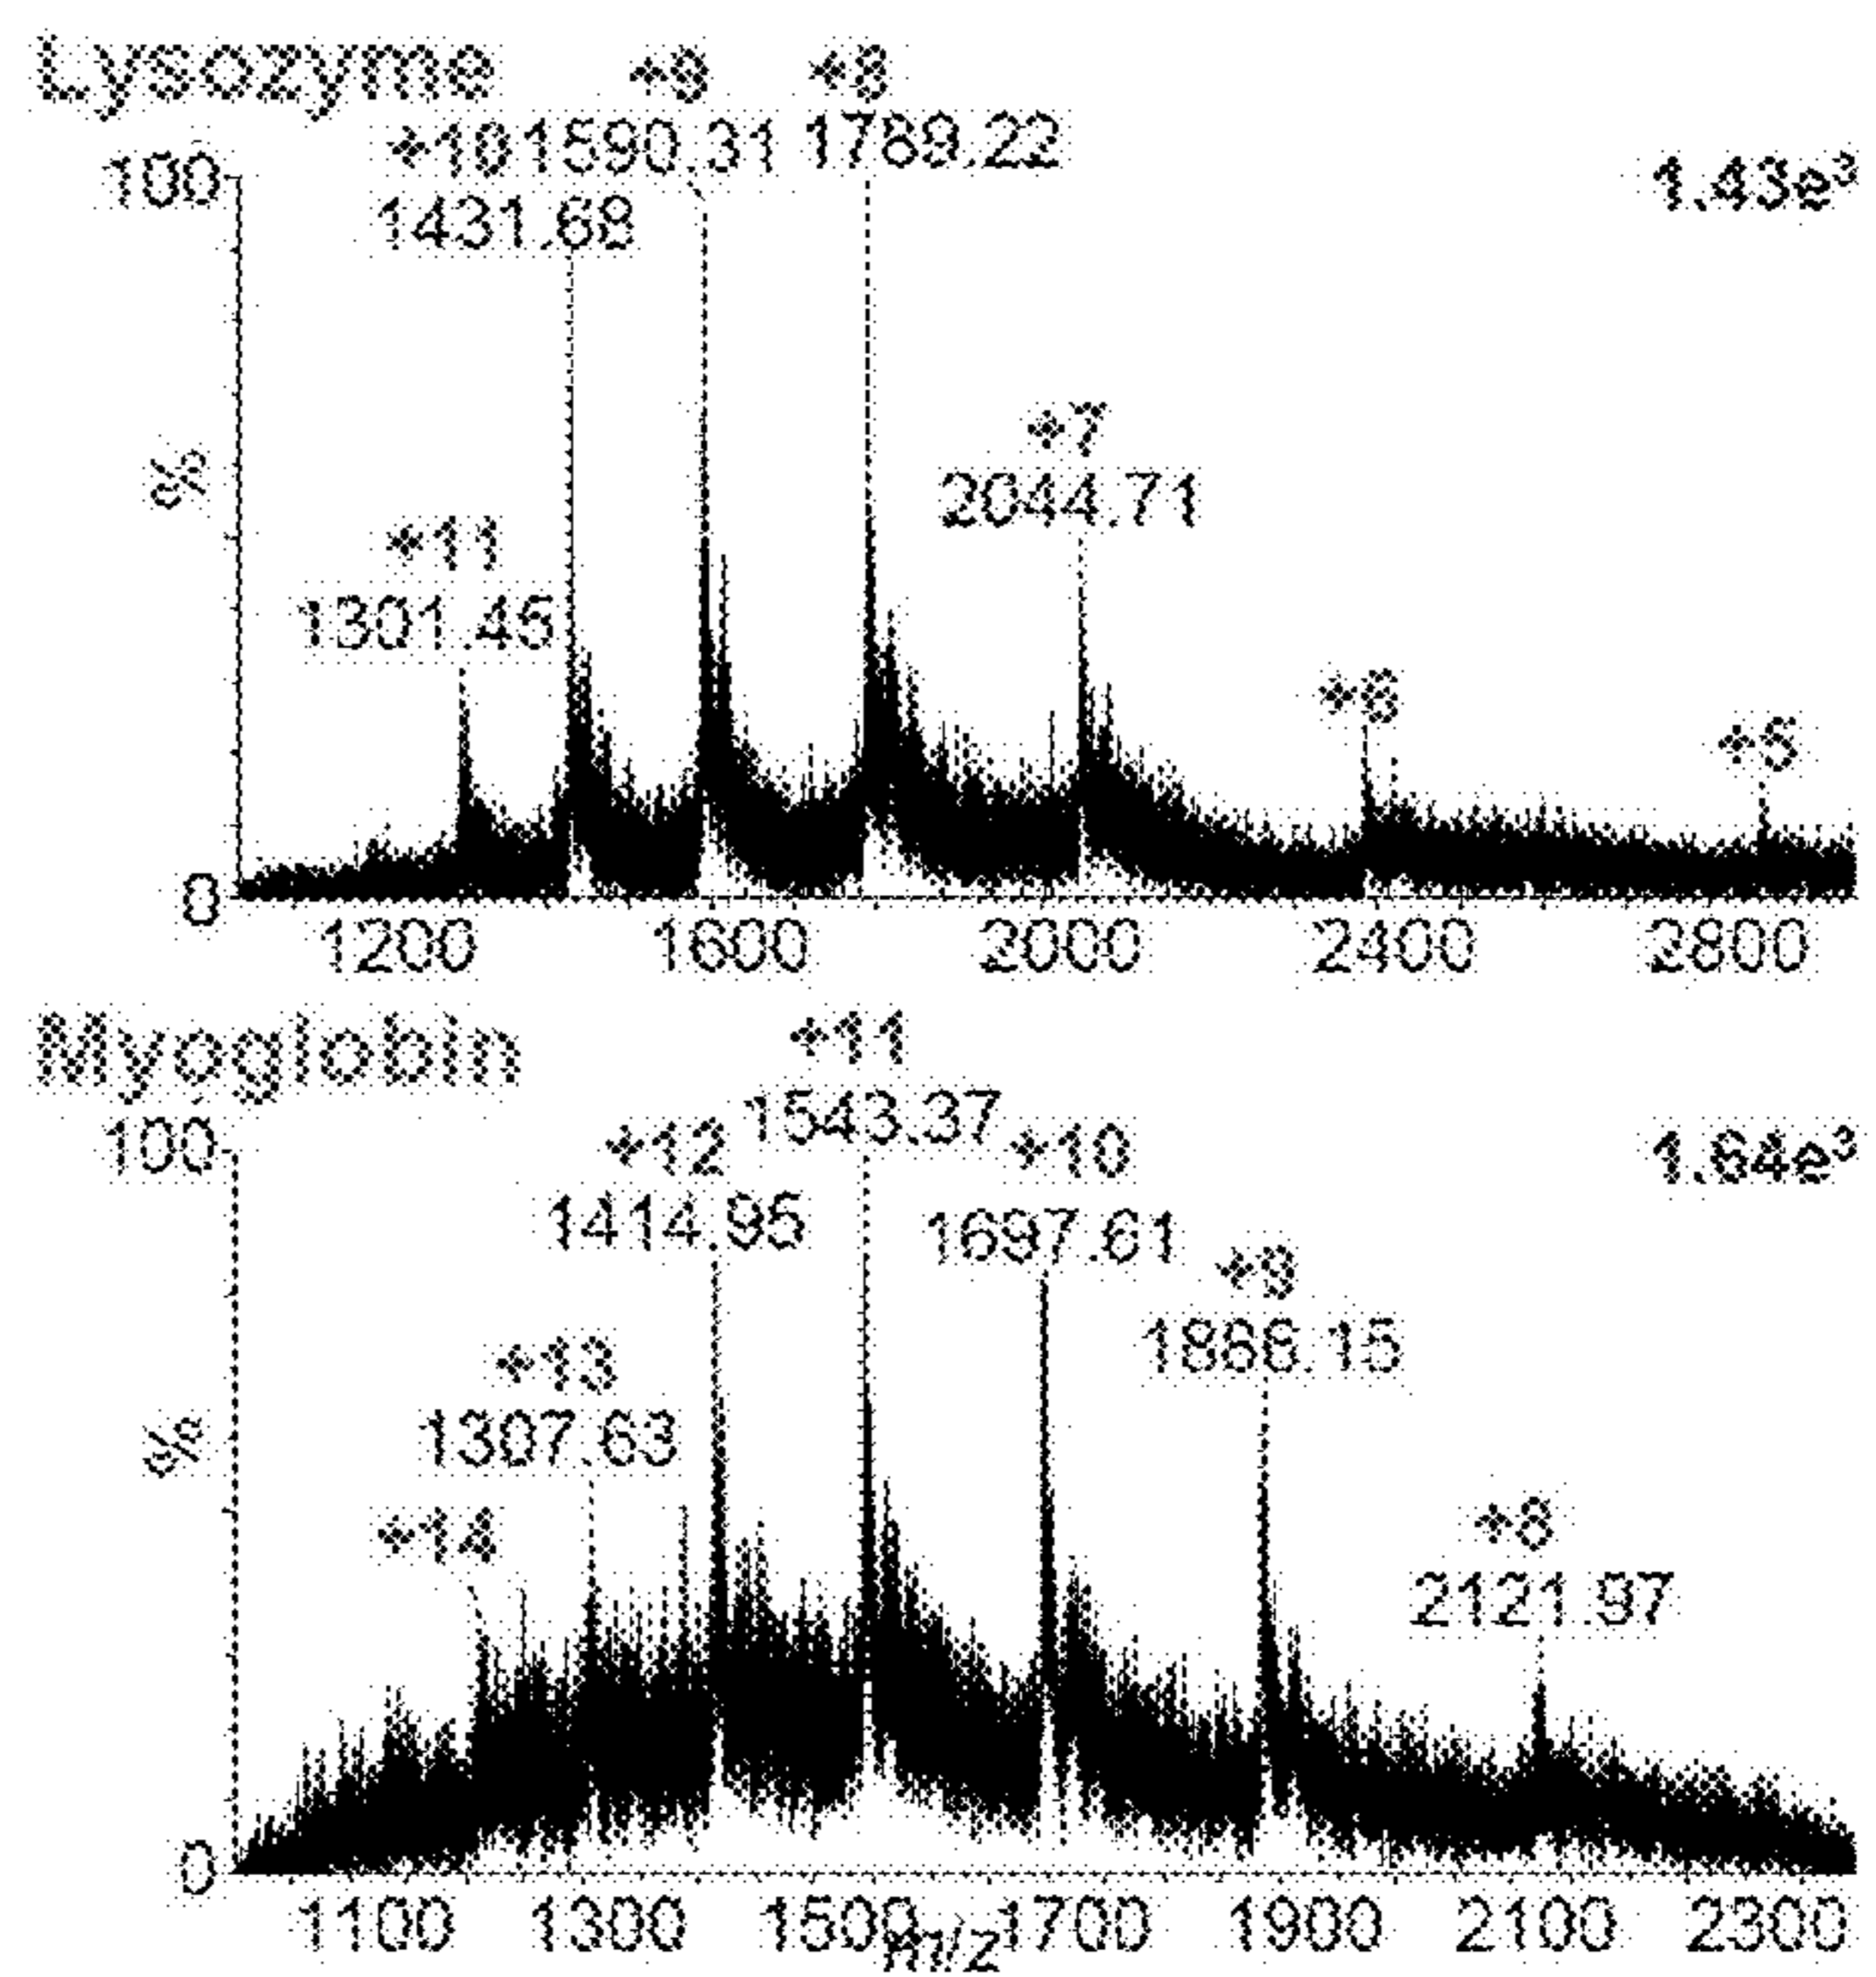 Lysozyme
+9 +8
+10 1590.31 1789.22
100 1.43e³
1431.68
+7
% 2044.71
+11
1301.45
+6
+5
0
1200 1600 2000 2400 2800
Myoglobin
+11
1543.37
+12 +10
100 1.64e³
1414.95 1697.61
+9
1886.15
+13
1307.63
%
+14 +8
2121.97
0
1100 1300 1500 1700 1900 2100 2300
m/z